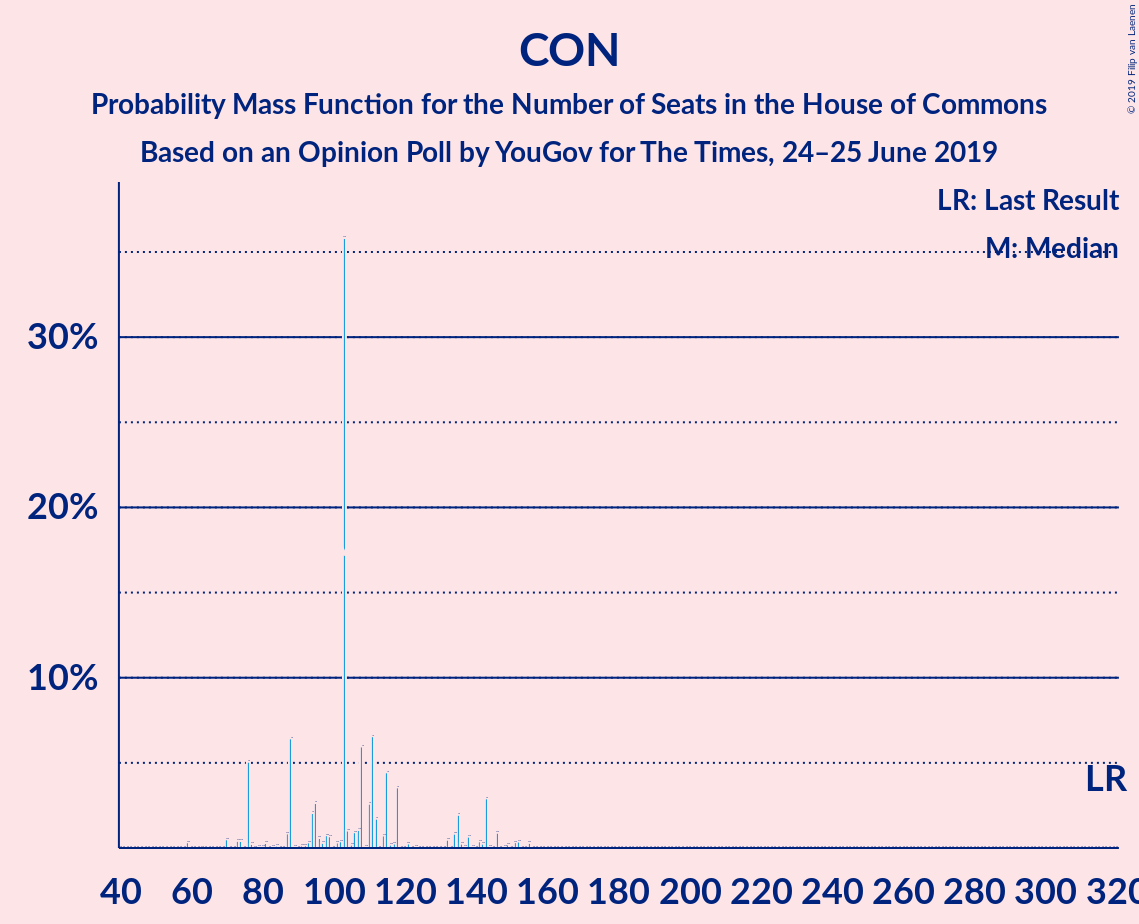 CON
Probability Mass Function for the Number of Seats in the House of Commons
Based on an Opinion Poll by YouGov for The Times, 24–25 June 2019
© 2019 Filip van Laenen
LR: Last Result
M: Median
30%
20%
10%
LR
40 60 80 100 120 140 160 180 200 220 240 260 280 300 320